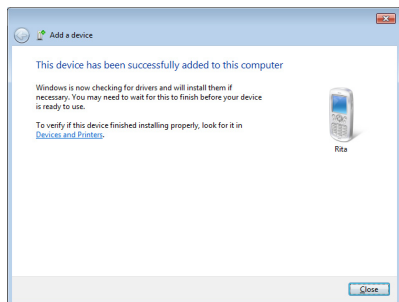 Add a device
This device has been successfully added to this computer
Windows is now checking for drivers and will install them if
necessary. You may need to wait for this to finish before your device
is ready to use.
To verify if this device finished installing properly, look for it in
Devices and Printers.
Rita
Close